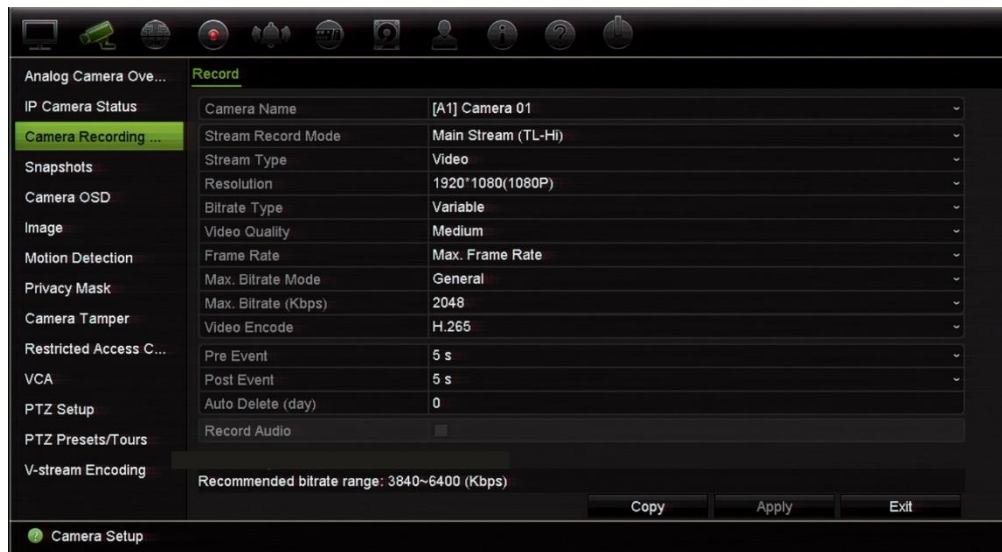 Analog Camera Ove...
Record
IP Camera Status
Camera Name [A1] Camera 01
Camera Recording ...
Stream Record Mode Main Stream (TL-Hi)
Stream Type Video
Snapshots
Resolution 1920*1080(1080P)
Camera OSD
Bitrate Type Variable
Image
Video Quality Medium
Motion Detection
Frame Rate Max. Frame Rate
Privacy Mask
Max. Bitrate Mode General
Max. Bitrate (Kbps) 2048
Camera Tamper
Video Encode H.265
Restricted Access C...
Pre Event 5 s
VCA
Post Event 5 s
PTZ Setup
Auto Delete (day) 0
PTZ Presets/Tours
Record Audio
V-stream Encoding
Recommended bitrate range: 3840~6400 (Kbps)
Copy Apply Exit
Camera Setup